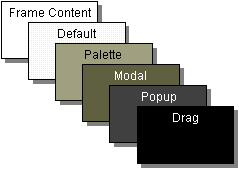 Frame Content
Default
Palette
Modal
Popup
Drag